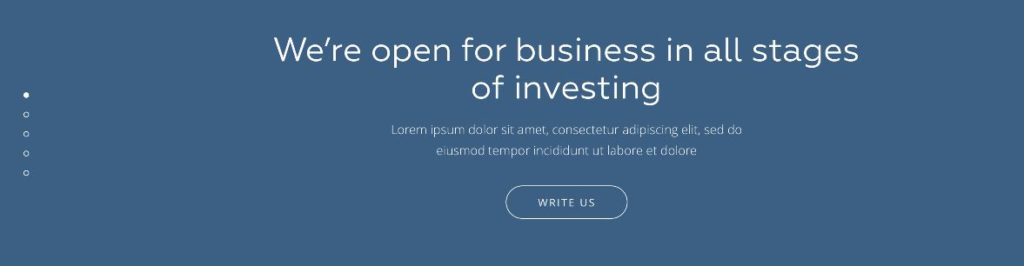 We’re open for business in all stages
of investing
Lorem ipsum dolor sit amet, consectetur adipiscing elit, sed do
eiusmod tempor incididunt ut labore et dolore
WRITE US